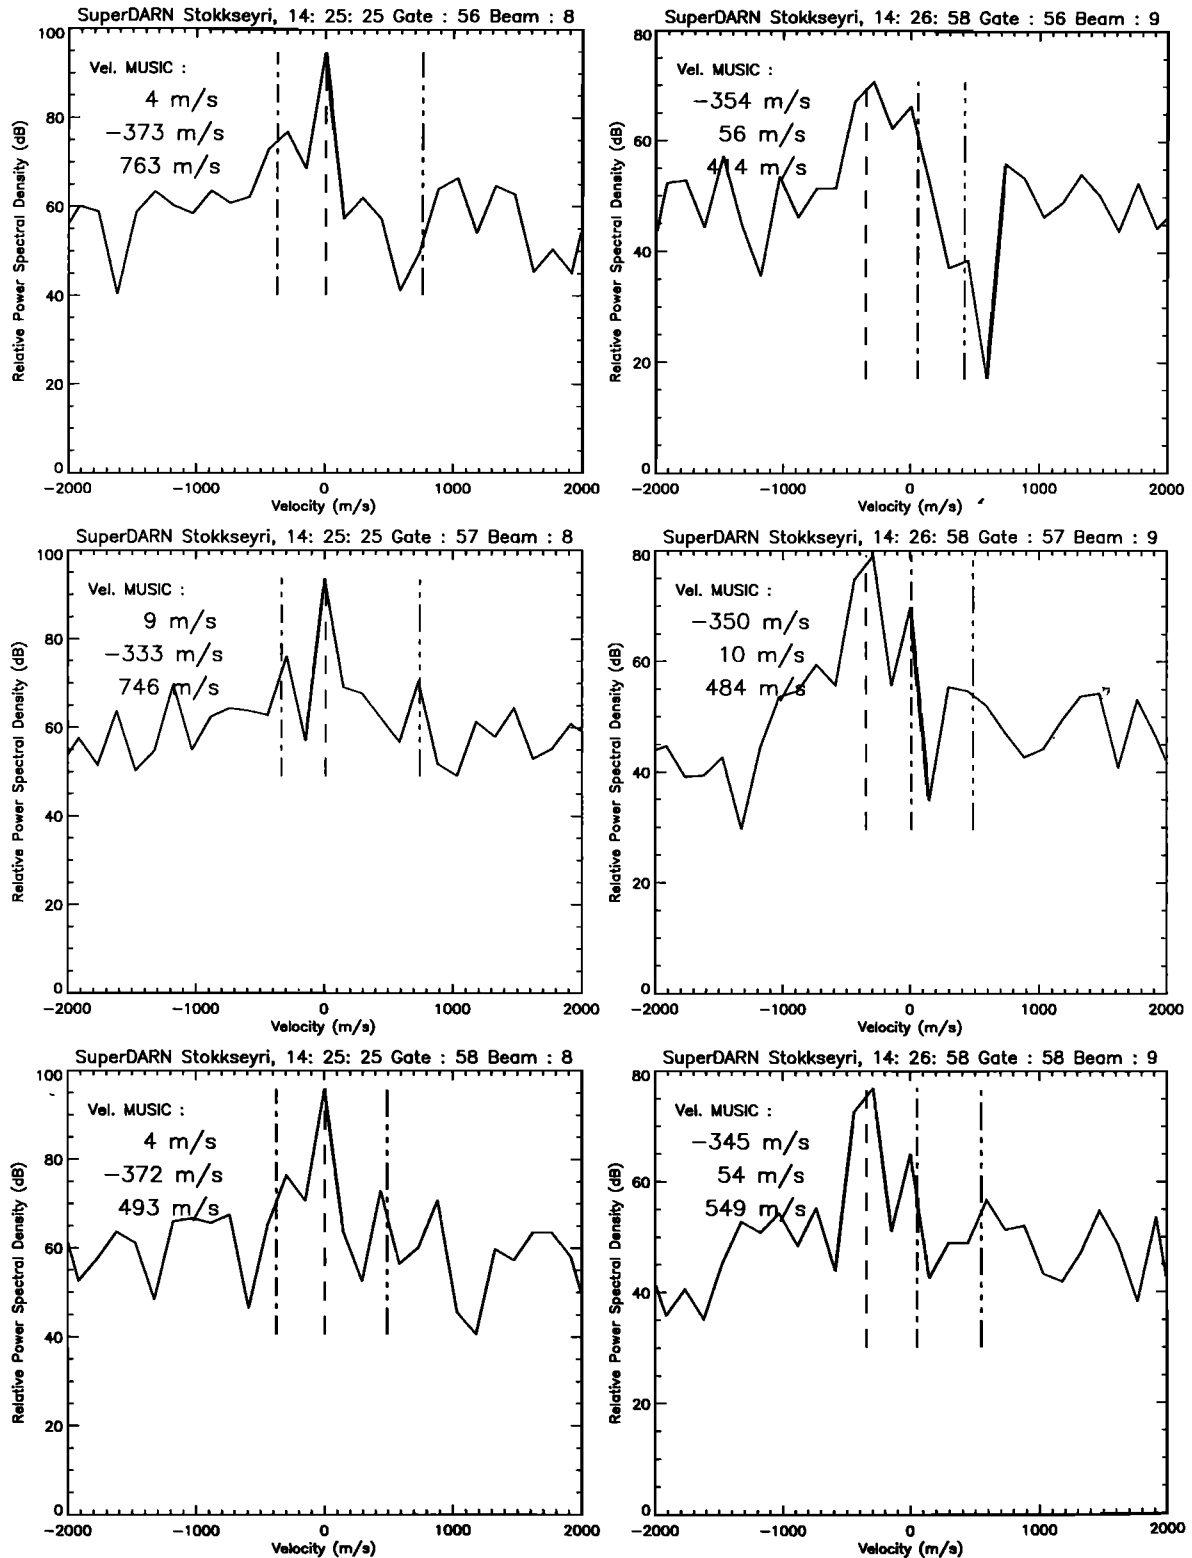 SuperDARN Stokkseyri, 14: 25: 25 Gate : 56 Beam : 8
100
80
60
40
20
0
Relative Power Spectral Density (dB)
Vel. MUSIC :
4 m/s
-373 m/s
763 m/s
-2000 -1000 0 1000 2000
Velocity (m/s)
SuperDARN Stokkseyri, 14: 26: 58 Gate : 56 Beam : 9
80
60
40
20
0
Relative Power Spectral Density (dB)
Vel. MUSIC :
-354 m/s
56 m/s
414 m/s
-2000 -1000 0 1000 2000
Velocity (m/s)
SuperDARN Stokkseyri, 14: 25: 25 Gate : 57 Beam : 8
100
80
60
40
20
0
Relative Power Spectral Density (dB)
Vel. MUSIC :
9 m/s
-333 m/s
746 m/s
-2000 -1000 0 1000 2000
Velocity (m/s)
SuperDARN Stokkseyri, 14: 26: 58 Gate : 57 Beam : 9
80
60
40
20
0
Relative Power Spectral Density (dB)
Vel. MUSIC :
-350 m/s
10 m/s
484 m/s
-2000 -1000 0 1000 2000
Velocity (m/s)
SuperDARN Stokkseyri, 14: 25: 25 Gate : 58 Beam : 8
100
80
60
40
20
0
Relative Power Spectral Density (dB)
Vel. MUSIC :
4 m/s
-372 m/s
493 m/s
-2000 -1000 0 1000 2000
Velocity (m/s)
SuperDARN Stokkseyri, 14: 26: 58 Gate : 58 Beam : 9
80
60
40
20
0
Relative Power Spectral Density (dB)
Vel. MUSIC :
-345 m/s
54 m/s
549 m/s
-2000 -1000 0 1000 2000
Velocity (m/s)